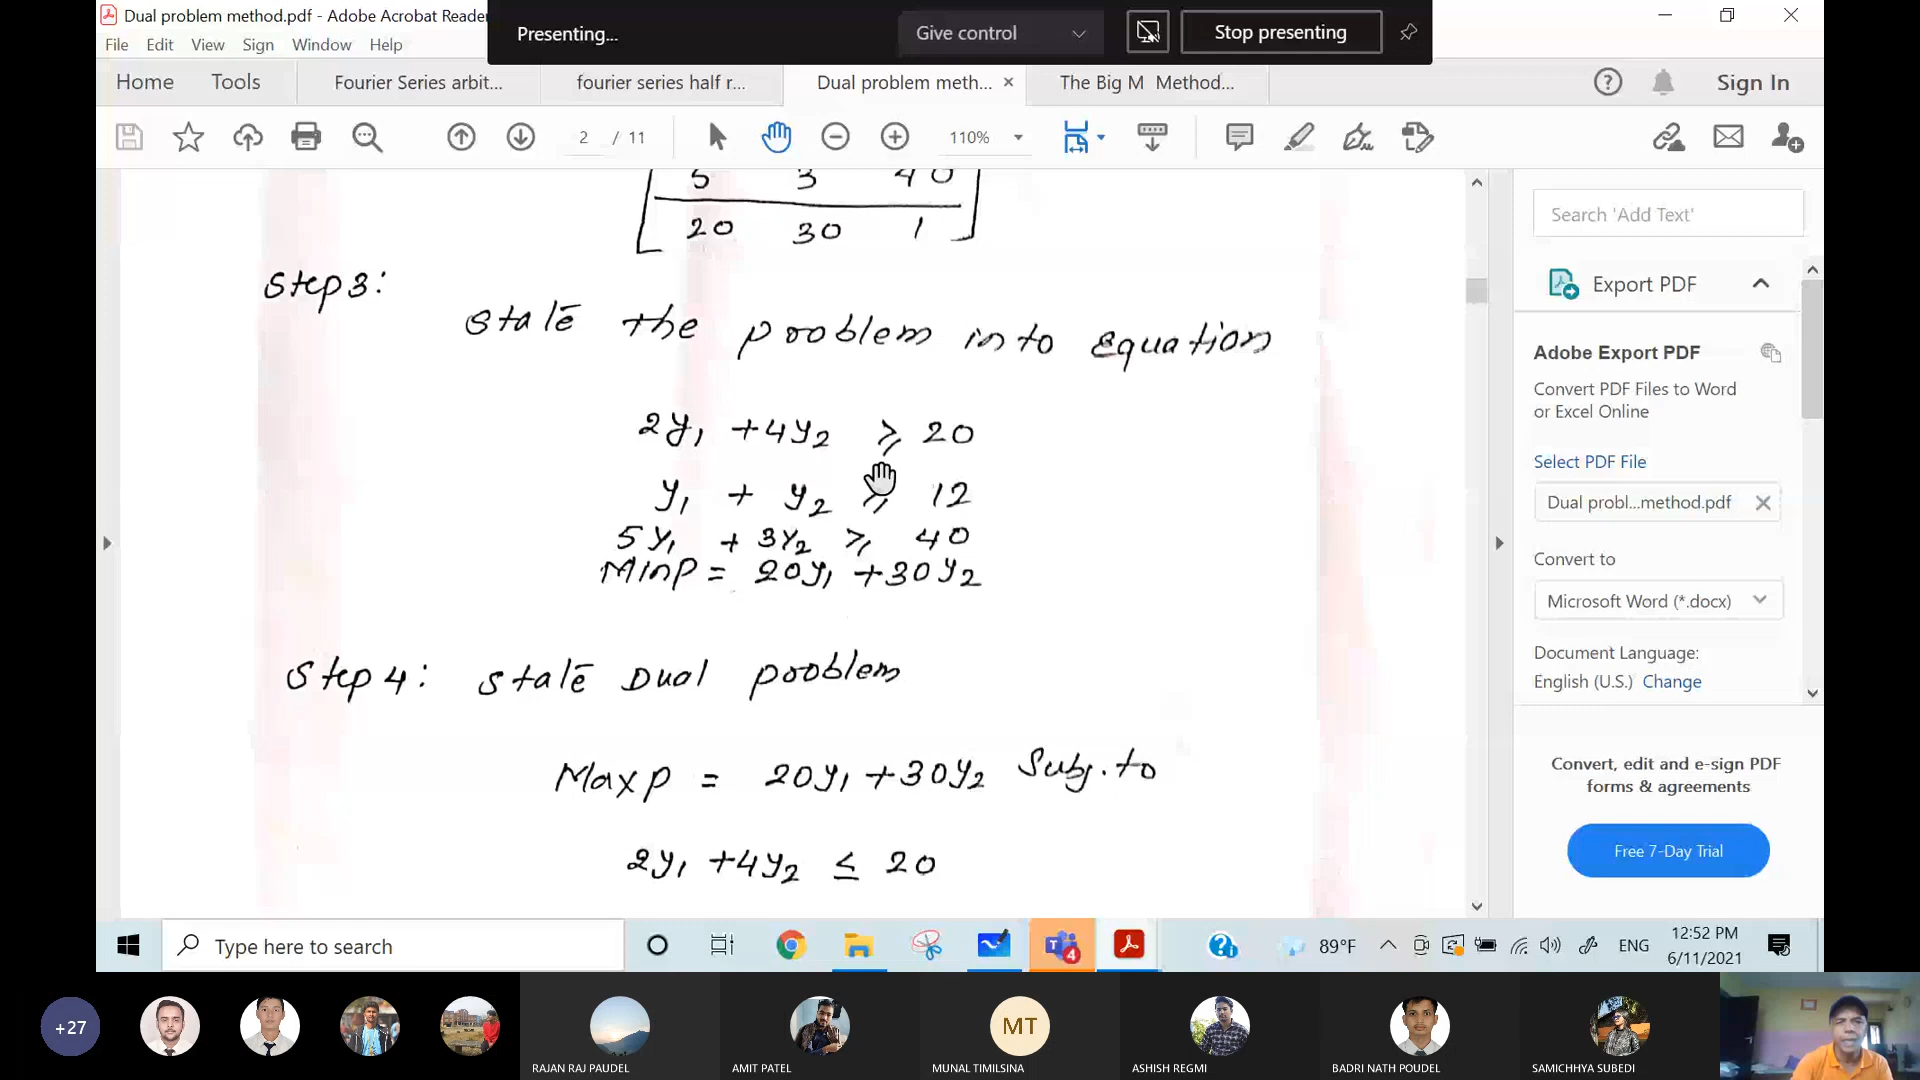 Dual problem method.pdf - Adobe Acrobat Reader
Presenting...
Give control
Stop presenting
File Edit View Sign Window Help
Home Tools Fourier Series arbit... fourier series half r... Dual problem meth... × The Big M Method... Sign In
2 / 11 110%
5 3 40
20 30 1
Step 3:
State the problem into Equation
2y₁ + 4y₂ ≥ 20
y₁ + y₂ ≥ 12
5y₁ + 3y₂ ≥ 40
Min P = 20y₁ + 30y₂
Step 4: State Dual problem
Max P = 20y₁ + 30y₂ Subj. to
2y₁ + 4y₂ ≤ 20
Search 'Add Text'
Export PDF
Adobe Export PDF
Convert PDF Files to Word
or Excel Online
Select PDF File
Dual probl...method.pdf
Convert to
Microsoft Word (*.docx)
Document Language:
English (U.S.) Change
Convert, edit and e-sign PDF
forms & agreements
Free 7-Day Trial
Type here to search
4
89°F
ENG
12:52 PM
6/11/2021
+27
MT
RAJAN RAJ PAUDEL AMIT PATEL MUNAL TIMILSINA ASHISH REGMI BADRI NATH POUDEL SAMICHHYA SUBEDI